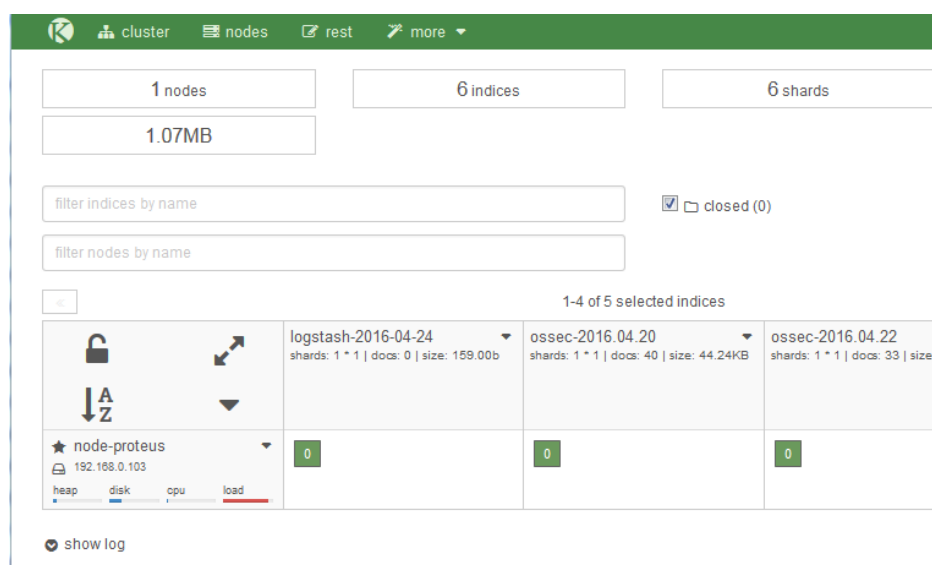 cluster nodes rest more
1 nodes 6 indices 6 shards
1.07MB
filter indices by name
closed (0)
filter nodes by name
«
1-4 of 5 selected indices
logstash-2016-04-24 ossec-2016.04.20 ossec-2016.04.22
shards: 1 * 1 | docs: 0 | size: 159.00b shards: 1 * 1 | docs: 40 | size: 44.24KB shards: 1 * 1 | docs: 33 | size
A
Z
node-proteus
0 0 0
192.168.0.103
heap disk cpu load
show log